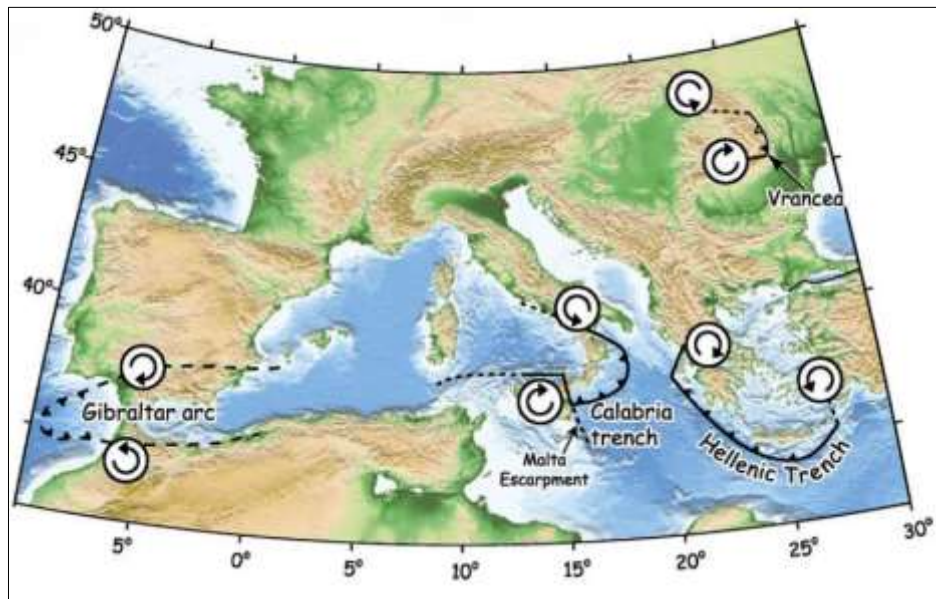 50°
45°
Vrancea
40°
Gibraltar arc
Calabria
trench
Malta
Escarpment
Hellenic Trench
5°
0°
5°
10°
15°
20°
25°
30°